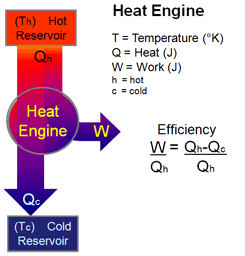 Heat Engine
(Th) Hot
Reservoir
Qh
T = Temperature (°K)
Q = Heat (J)
W = Work (J)
h = hot
c = cold
Heat
Engine
W
Efficiency
W = Qh-Qc
Qh Qh
Qc
(Tc) Cold
Reservoir